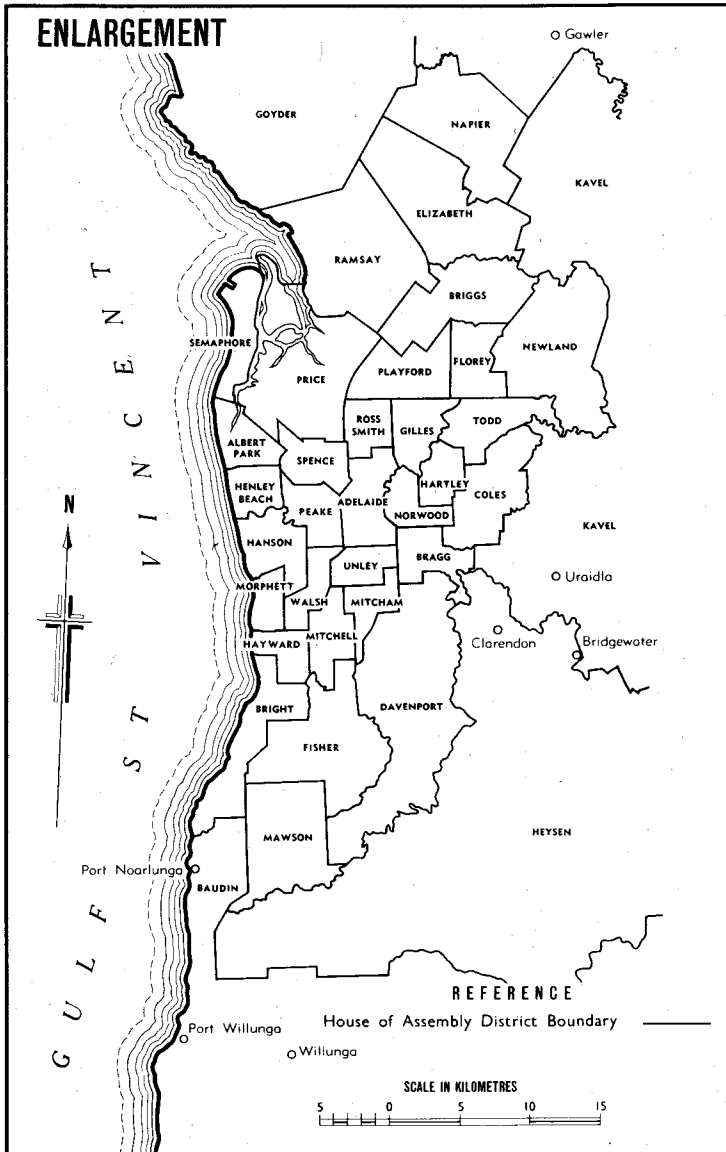 ENLARGEMENT
Gawler
GOYDER
NAPIER
KAVEL
ELIZABETH
RAMSAY
BRIGGS
SEMAPHORE
NEWLAND
FLOREY
PLAYFORD
PRICE
ROSS
SMITH
GILLES
TODD
ALBERT
PARK
SPENCE
HENLEY
BEACH
HARTLEY
COLES
ADELAIDE
PEAKE
NORWOOD
KAVEL
HANSON
BRAGG
UNLEY
Uraidla
MORPHETT
WALSH
MITCHAM
Clarendon
Bridgewater
HAYWARD
MITCHELL
BRIGHT
DAVENPORT
FISHER
HEYSEN
MAWSON
Port Noarlunga
BAUDIN
N
GULF ST VINCENT
Port Willunga
Willunga
REFERENCE
House of Assembly District Boundary
SCALE IN KILOMETRES
5 0 5 10 15